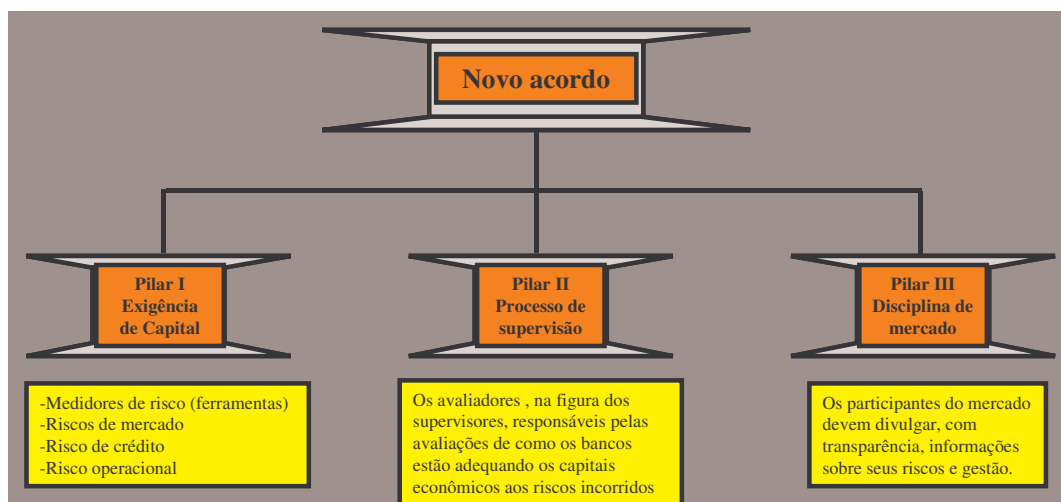 Novo acordo
Pilar I
Exigência
de Capital
Pilar II
Processo de
supervisão
Pilar III
Disciplina de
mercado
-Medidores de risco (ferramentas)
-Riscos de mercado
-Risco de crédito
-Risco operacional
Os avaliadores , na figura dos
supervisores, responsáveis pelas
avaliações de como os bancos
estão adequando os capitais
econômicos aos riscos incorridos
Os participantes do mercado
devem divulgar, com
transparência, informações
sobre seus riscos e gestão.